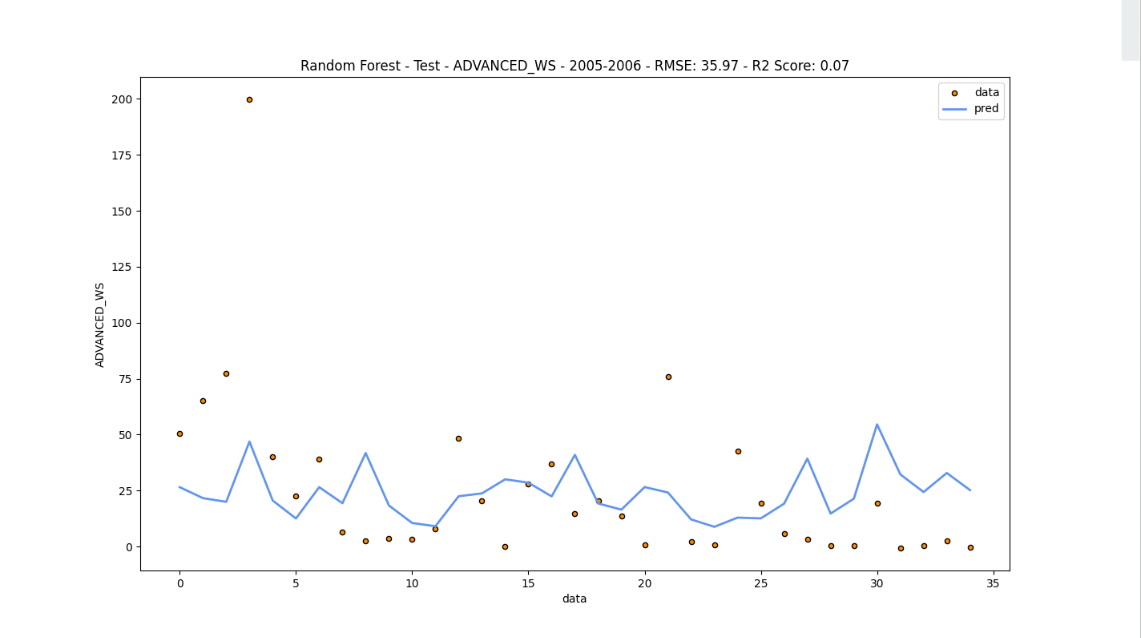 Random Forest - Test - ADVANCED_WS - 2005-2006 - RMSE: 35.97 - R2 Score: 0.07
data
pred
200
175
150
125
100
75
50
25
0
ADVANCED_WS
0 5 10 15 20 25 30 35
data